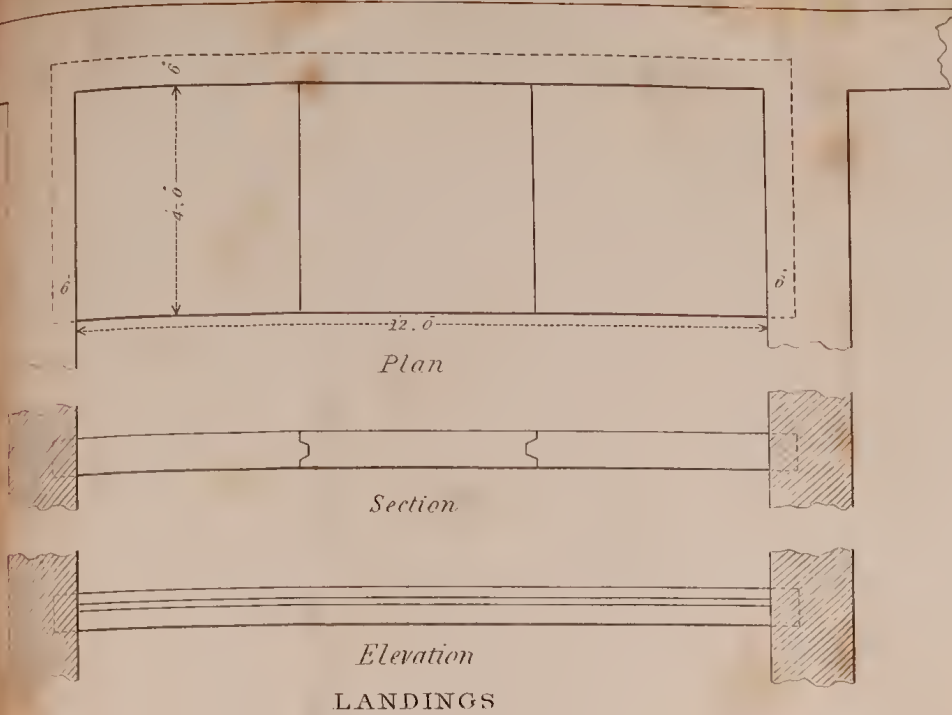 6"
4.0"
6"
6"
12.0"
Plan
Section
Elevation
LANDINGS